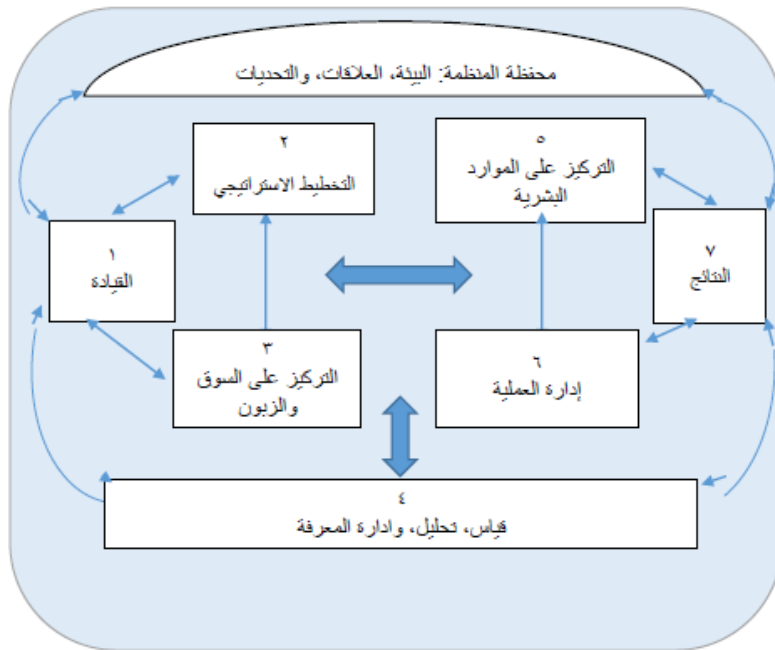 محفظة المنظمة: البيئة، العلاقات، والتحديات
٢
التخطيط الاستراتيجي
٥
التركيز على الموارد
البشرية
١
القيادة
٧
النتائج
٣
التركيز على السوق
والزبون
٦
إدارة العملية
٤
قياس، تحليل، وادارة المعرفة